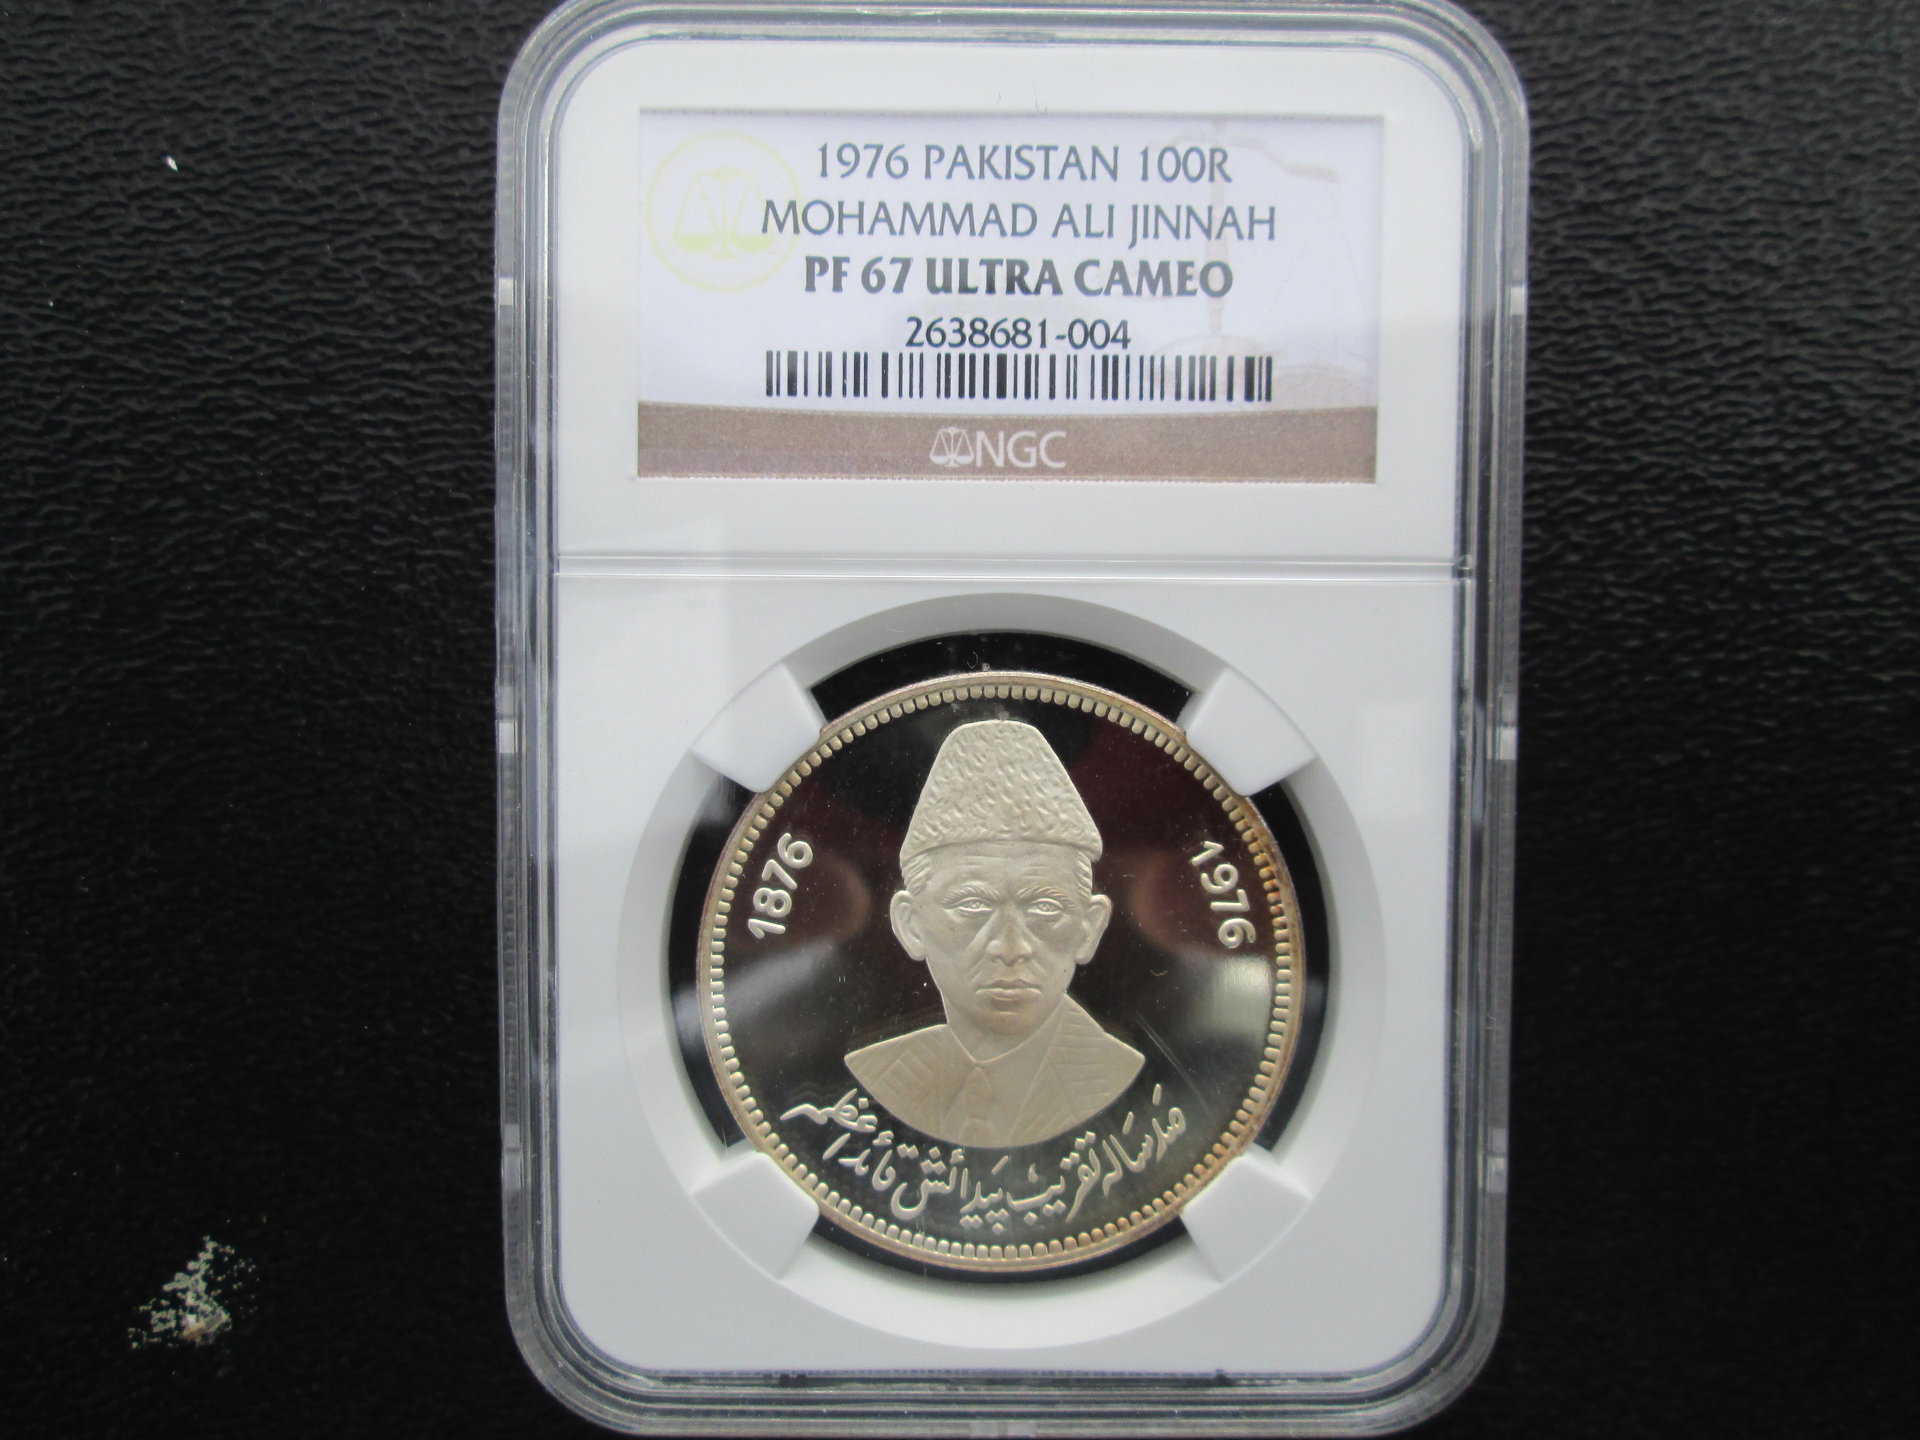 1976 PAKISTAN 100R
MOHAMMAD ALI JINNAH
PF 67 ULTRA CAMEO
2638681-004
NGC
1876
1976
صد سالہ تقریب پیدائش قائد اعظم